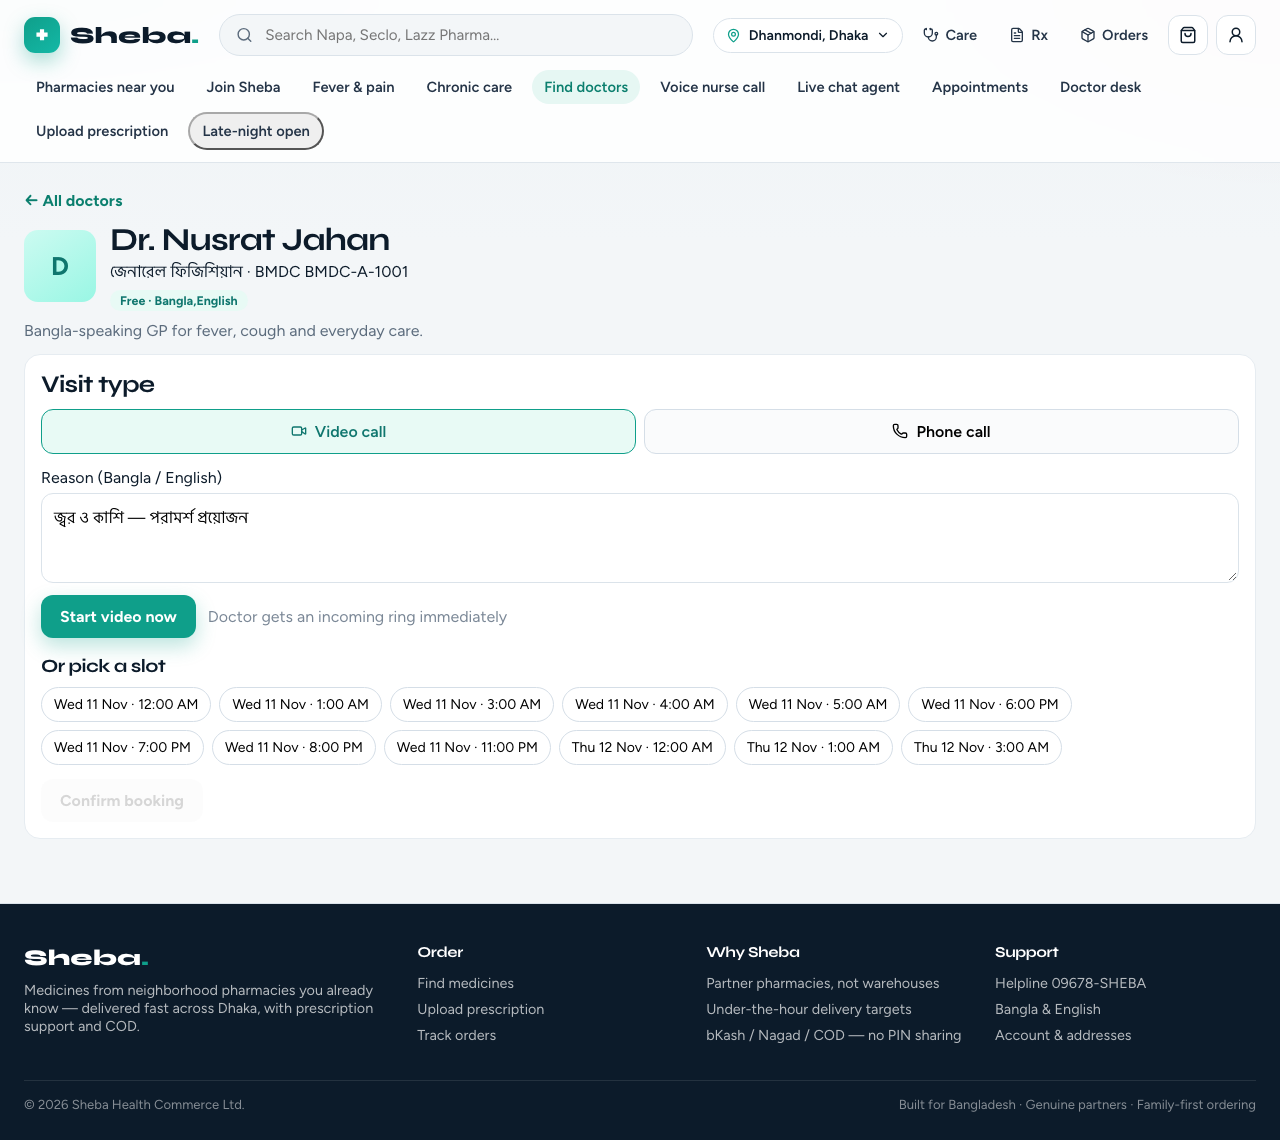 Sheba.
Search Napa, Seclo, Lazz Pharma...
Dhanmondi, Dhaka
Care
Rx
Orders
Pharmacies near you
Join Sheba
Fever & pain
Chronic care
Find doctors
Voice nurse call
Live chat agent
Appointments
Doctor desk
Upload prescription
Late-night open
← All doctors
D
Dr. Nusrat Jahan
জেনারেল ফিজিশিয়ান · BMDC BMDC-A-1001
Free · Bangla,English
Bangla-speaking GP for fever, cough and everyday care.
Visit type
Video call
Phone call
Reason (Bangla / English)
জ্বর ও কাশি — পরামর্শ প্রয়োজন
Start video now
Doctor gets an incoming ring immediately
Or pick a slot
Wed 11 Nov · 12:00 AM
Wed 11 Nov · 1:00 AM
Wed 11 Nov · 3:00 AM
Wed 11 Nov · 4:00 AM
Wed 11 Nov · 5:00 AM
Wed 11 Nov · 6:00 PM
Wed 11 Nov · 7:00 PM
Wed 11 Nov · 8:00 PM
Wed 11 Nov · 11:00 PM
Thu 12 Nov · 12:00 AM
Thu 12 Nov · 1:00 AM
Thu 12 Nov · 3:00 AM
Confirm booking
Sheba.
Medicines from neighborhood pharmacies you already
know — delivered fast across Dhaka, with prescription
support and COD.
Order
Find medicines
Upload prescription
Track orders
Why Sheba
Partner pharmacies, not warehouses
Under-the-hour delivery targets
bKash / Nagad / COD — no PIN sharing
Support
Helpline 09678-SHEBA
Bangla & English
Account & addresses
© 2026 Sheba Health Commerce Ltd.
Built for Bangladesh · Genuine partners · Family-first ordering